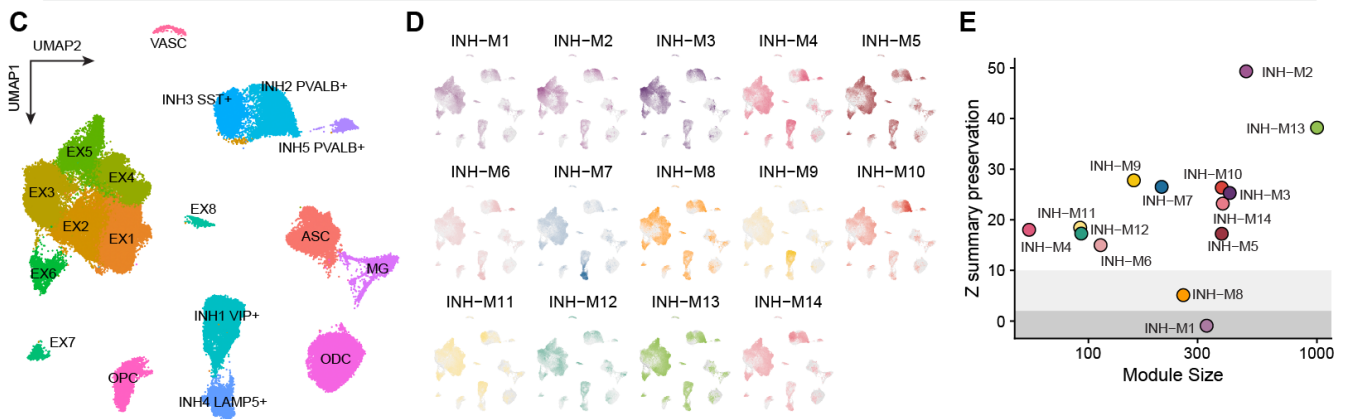 C
UMAP2
UMAP1
VASC
INH3 SST+
INH2 PVALB+
INH5 PVALB+
EX5
EX3
EX4
EX2
EX1
EX6
EX8
ASC
MG
EX7
OPC
INH1 VIP+
INH4 LAMP5+
ODC
D
INH−M1 INH−M2 INH−M3 INH−M4 INH−M5
INH−M6 INH−M7 INH−M8 INH−M9 INH−M10
INH−M11 INH−M12 INH−M13 INH−M14
E
Z summary preservation
50
40
30
20
10
0
INH−M2
INH−M13
INH−M9
INH−M10
INH−M7
INH−M3
INH−M14
INH−M11
INH−M12
INH−M5
INH−M4
INH−M6
INH−M8
INH−M1
100 300 1000
Module Size